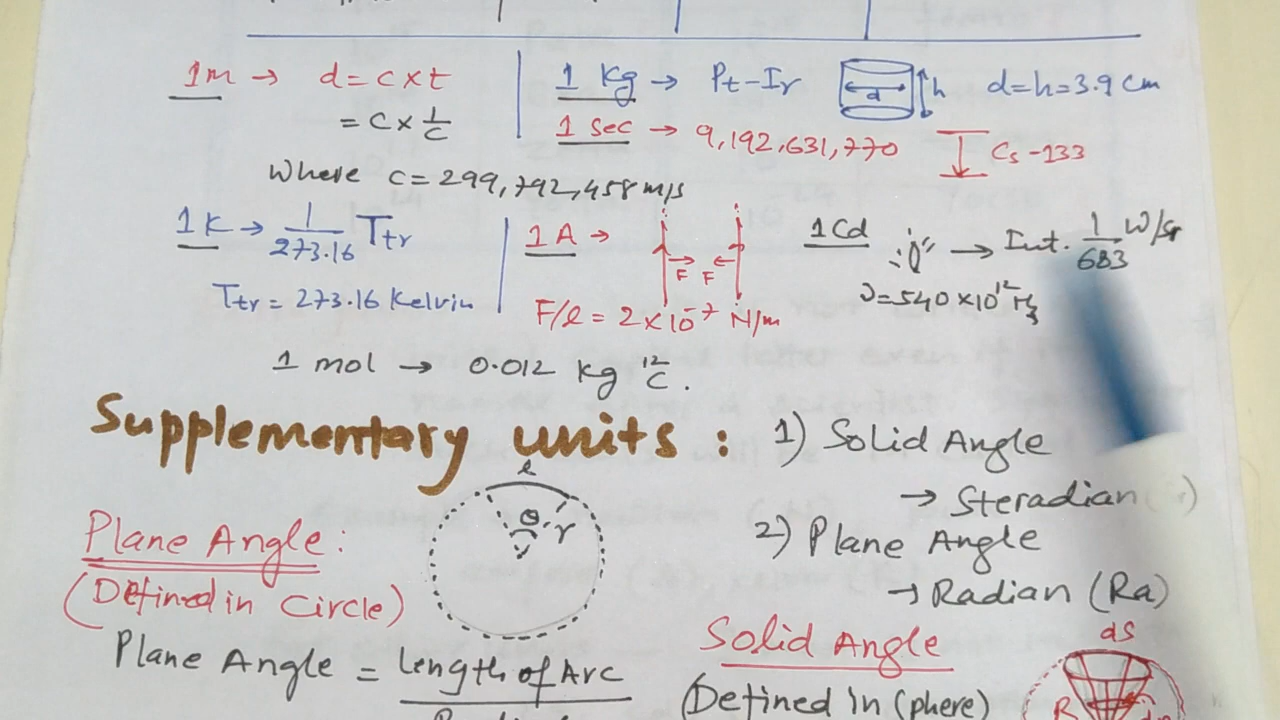 1m → d = c x t
= c x 1/c
Where c = 299,792,458 m/s
1 Kg → Pt-Ir d h d=h=3.9 cm
1 Sec → 9,192,631,770 Cs-133
1 K → 1/273.16 Ttr
Ttr = 273.16 Kelvin
1 A → F F
F/l = 2×10⁻⁷ N/m
1 Cd → Int. 1/683 W/Sr
ν=540×10¹² Hz
1 mol → 0.012 kg ¹²C.
Supplementary units :
1) Solid Angle
→ Steradian
2) Plane Angle
→ Radian (Ra)
Plane Angle:
(Defined in Circle)
l
θ r
Plane Angle = Length of Arc
Solid Angle
(Defined in Sphere)
ds
R